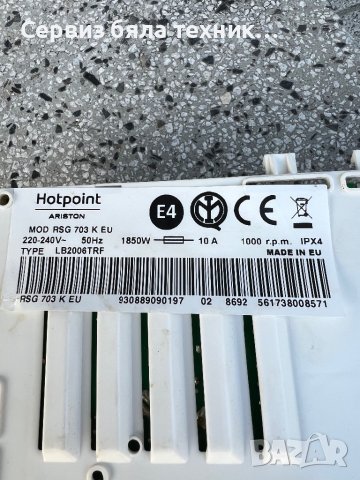 Сервиз бяла техник...
Hotpoint
ARISTON
E4
MOD RSG 703 K EU
220-240V~ 50Hz 1850W 10 A 1000 r.p.m. IPX4
TYPE LB2006TRF MADE IN EU
RSG 703 K EU 930889090197 02 8692 561738008571
BAZAR